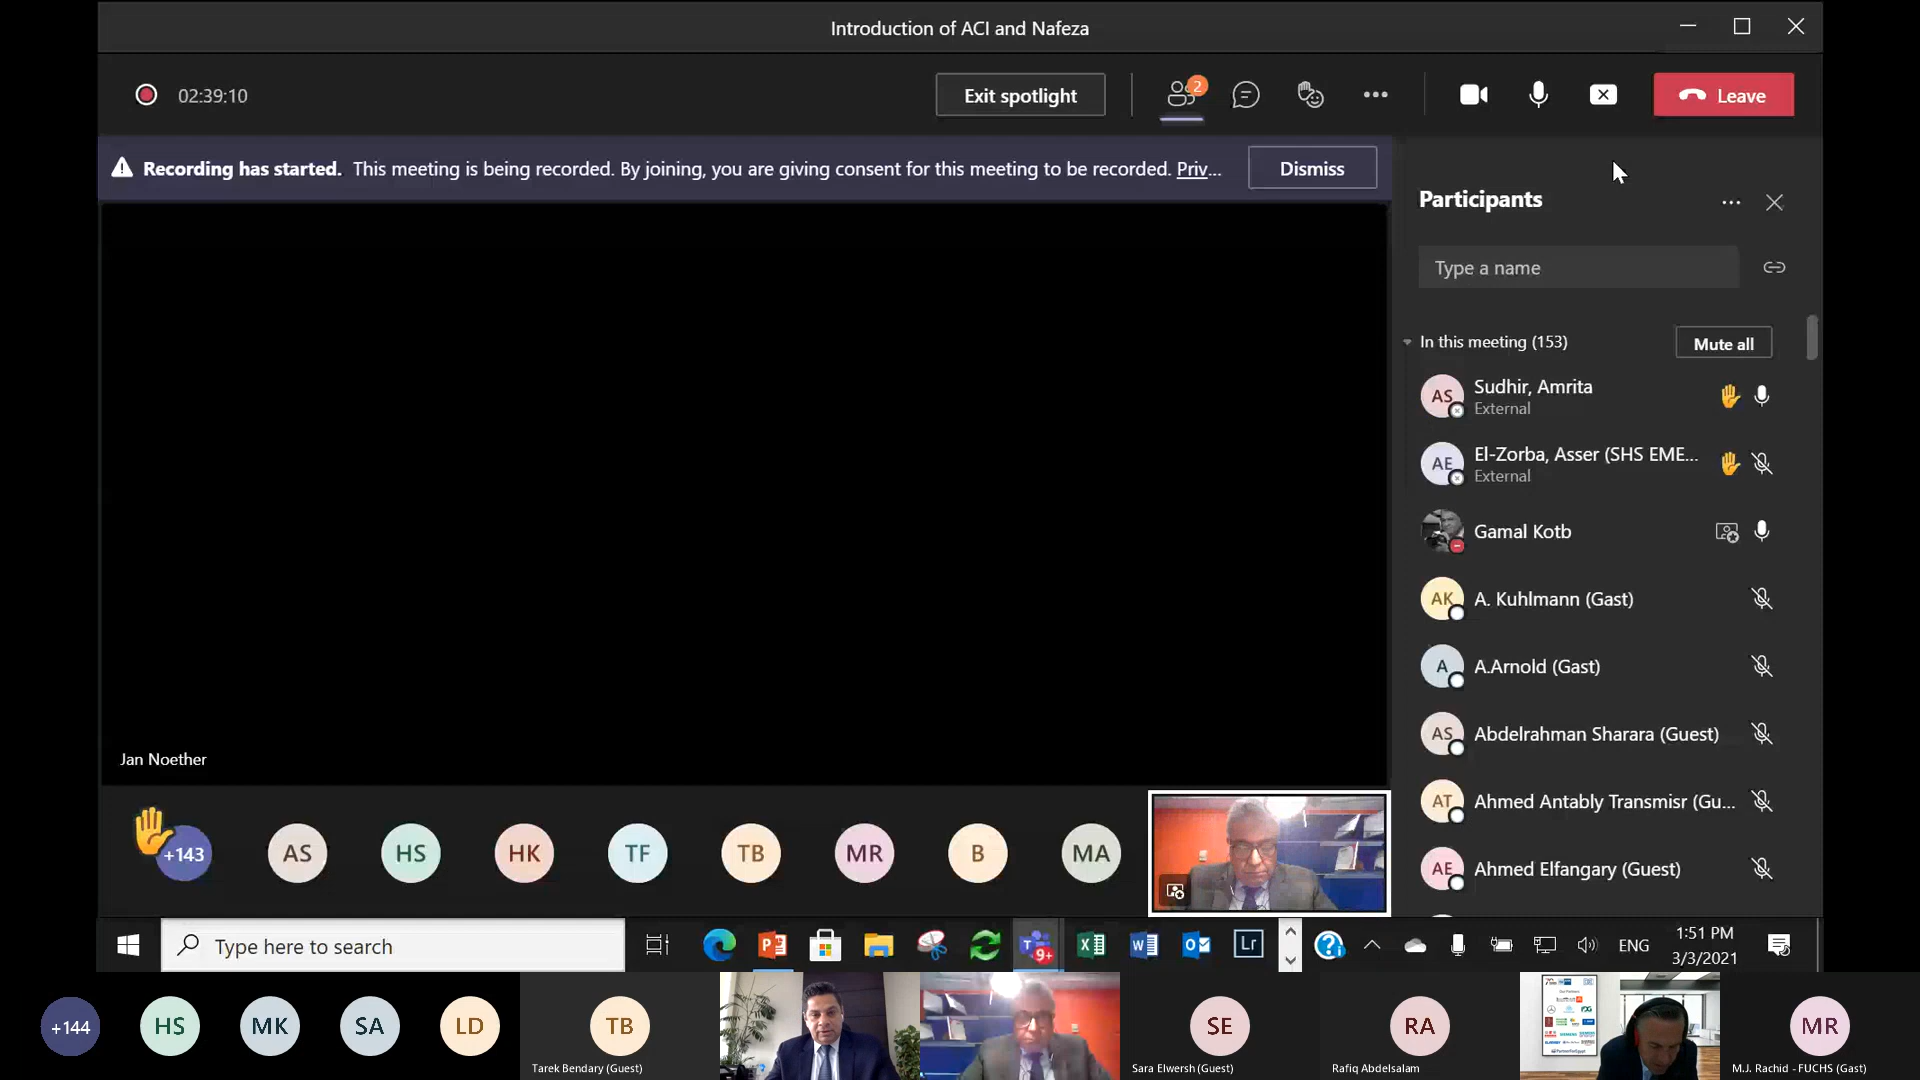 Introduction of ACI and Nafeza
02:39:10
Exit spotlight
2
Leave
Recording has started. This meeting is being recorded. By joining, you are giving consent for this meeting to be recorded. Priv...
Dismiss
Participants
Type a name
In this meeting (153)
Mute all
AS
Sudhir, Amrita
External
AE
El-Zorba, Asser (SHS EME...
External
Gamal Kotb
AK
A. Kuhlmann (Gast)
A
A.Arnold (Gast)
AS
Abdelrahman Sharara (Guest)
AT
Ahmed Antably Transmisr (Gu...
AE
Ahmed Elfangary (Guest)
Jan Noether
+143
AS
HS
HK
TF
TB
MR
B
MA
Type here to search
9+
Lr
ENG
1:51 PM
3/3/2021
+144
HS
MK
SA
LD
TB
Tarek Bendary (Guest)
SE
Sara Elwersh (Guest)
RA
Rafiq Abdelsalam
MR
M.J. Rachid - FUCHS (Gast)